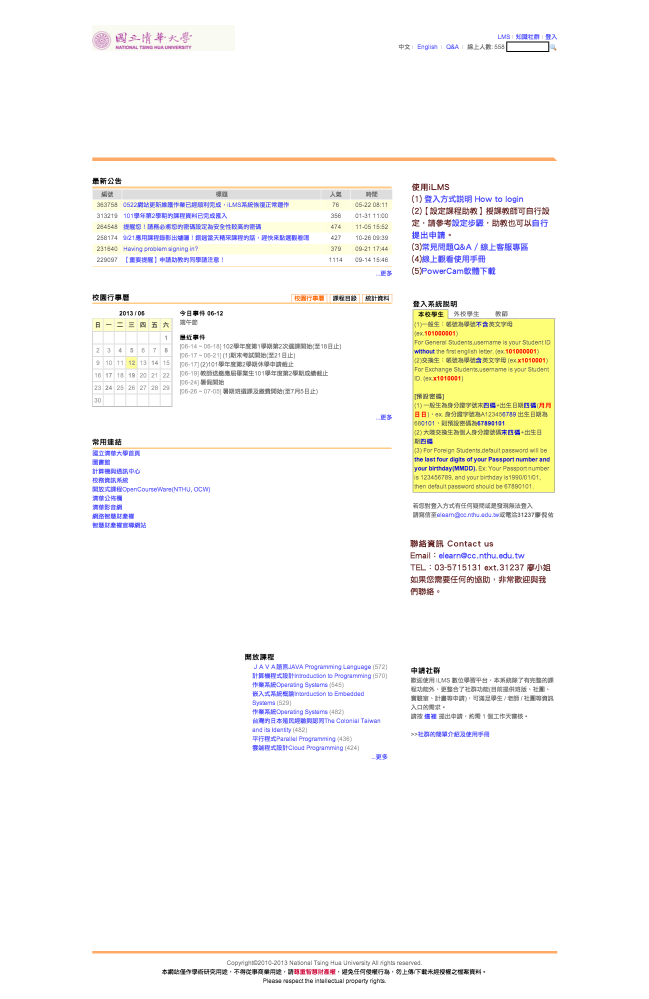 國立清華大學
NATIONAL TSING HUA UNIVERSITY
LMS | 知識社群 | 登入
中文 | English | Q&A | 線上人數: 558
最新公告
編號 標題 人氣 時間
363758 0522網站更新維護作業已經順利完成,iLMS系統恢復正常運作 76 05-22 08:11
313219 101學年第2學期的課程資料已完成匯入 356 01-31 11:00
264548 提醒您!請務必將您的密碼設定為安全性較高的密碼 474 11-05 15:52
258174 9/21應用課程錄影出爐囉!錯過當天精采課程的話,趕快來點選觀看唷 427 10-26 09:39
231640 Having problem signing in? 379 09-21 17:44
229097 【重要提醒】申請助教的同學請注意! 1114 09-14 15:46
...更多
校園行事曆
校園行事曆 課程目錄 統計資料
2013 / 06
日 一 二 三 四 五 六
1
2 3 4 5 6 7 8
9 10 11 12 13 14 15
16 17 18 19 20 21 22
23 24 25 26 27 28 29
30
今日事件 06-12
端午節
最近事件
[06-14 ~ 06-18] 102學年度第1學期第2次選課開始(至18日止)
[06-17 ~ 06-21] (1)期末考試開始(至21日止)
[06-17] (2)101學年度第2學期休學申請截止
[06-19] 教師送繳應屆畢業生101學年度第2學期成績截止
[06-24] 暑假開始
[06-26 ~ 07-05] 暑期班選課及繳費開始(至7月5日止)
...更多
常用連結
國立清華大學首頁
圖書館
計算機與通訊中心
校務資訊系統
開放式課程OpenCourseWare(NTHU, OCW)
清華公佈欄
清華影音網
網路智慧財產權
智慧財產權宣導網站
使用iLMS
(1) 登入方式說明 How to login
(2)【設定課程助教】授課教師可自行設
定,請參考設定步驟,助教也可以自行
提出申請。
(3)常見問題Q&A / 線上客服專區
(4)線上觀看使用手冊
(5)PowerCam軟體下載
登入系統說明
本校學生 外校學生 教師
(1)一般生:帳號為學號不含英文字母
(ex.101000001)
For General Students,username is your Student ID
without the first english letter. (ex.101000001)
(2)交換生:帳號為學號含英文字母 (ex.x1010001)
For Exchange Students,username is your Student
ID. (ex.x1010001)
[預設密碼]
(1) 一般生為身分證字號末四碼+出生日期四碼(月月
日日),ex. 身分證字號為A123456789 出生日期為
680101,則預設密碼為67890101
(2) 大陸交換生為個人身分證號碼末四碼+出生日
期四碼
(3) For Foreign Students,default password will be
the last four digits of your Passport number and
your birthday(MMDD). Ex: Your Passport number
is 123456789, and your birthday is1990/01/01,
then default password should be 67890101.
若您對登入方式有任何疑問或是發現無法登入
請寫信至elearn@cc.nthu.edu.tw或電洽31237廖侃佑
聯絡資訊 Contact us
Email:elearn@cc.nthu.edu.tw
TEL:03-5715131 ext.31237 廖小姐
如果您需要任何的協助,非常歡迎與我
們聯絡。
開放課程
JAVA語言JAVA Programming Language (572)
計算機程式設計Introduction to Programming (570)
作業系統Operating Systems (545)
嵌入式系統概論Intorduction to Embedded
Systems (529)
作業系統Operating Systems (482)
台灣的日本殖民經驗與認同The Colonial Taiwan
and its Identity (482)
平行程式Parallel Programming (436)
雲端程式設計Cloud Programming (424)
...更多
申請社群
歡迎使用 iLMS 數位學習平台,本系統除了有完整的課
程功能外,更整合了社群功能(目前提供班版、社團、
實驗室、計畫等申請),可滿足學生 / 老師 / 社團等資訊
入口的需求。
請按 這裡 提出申請,約需 1 個工作天審核。
>>社群的簡單介紹及使用手冊
Copyright©2010-2013 National Tsing Hua University All rights reserved.
本網站僅作學術研究用途,不得從事商業用途,請尊重智慧財產權,避免任何侵權行為,勿上傳/下載未經授權之檔案資料。
Please respect the intellectual property rights.